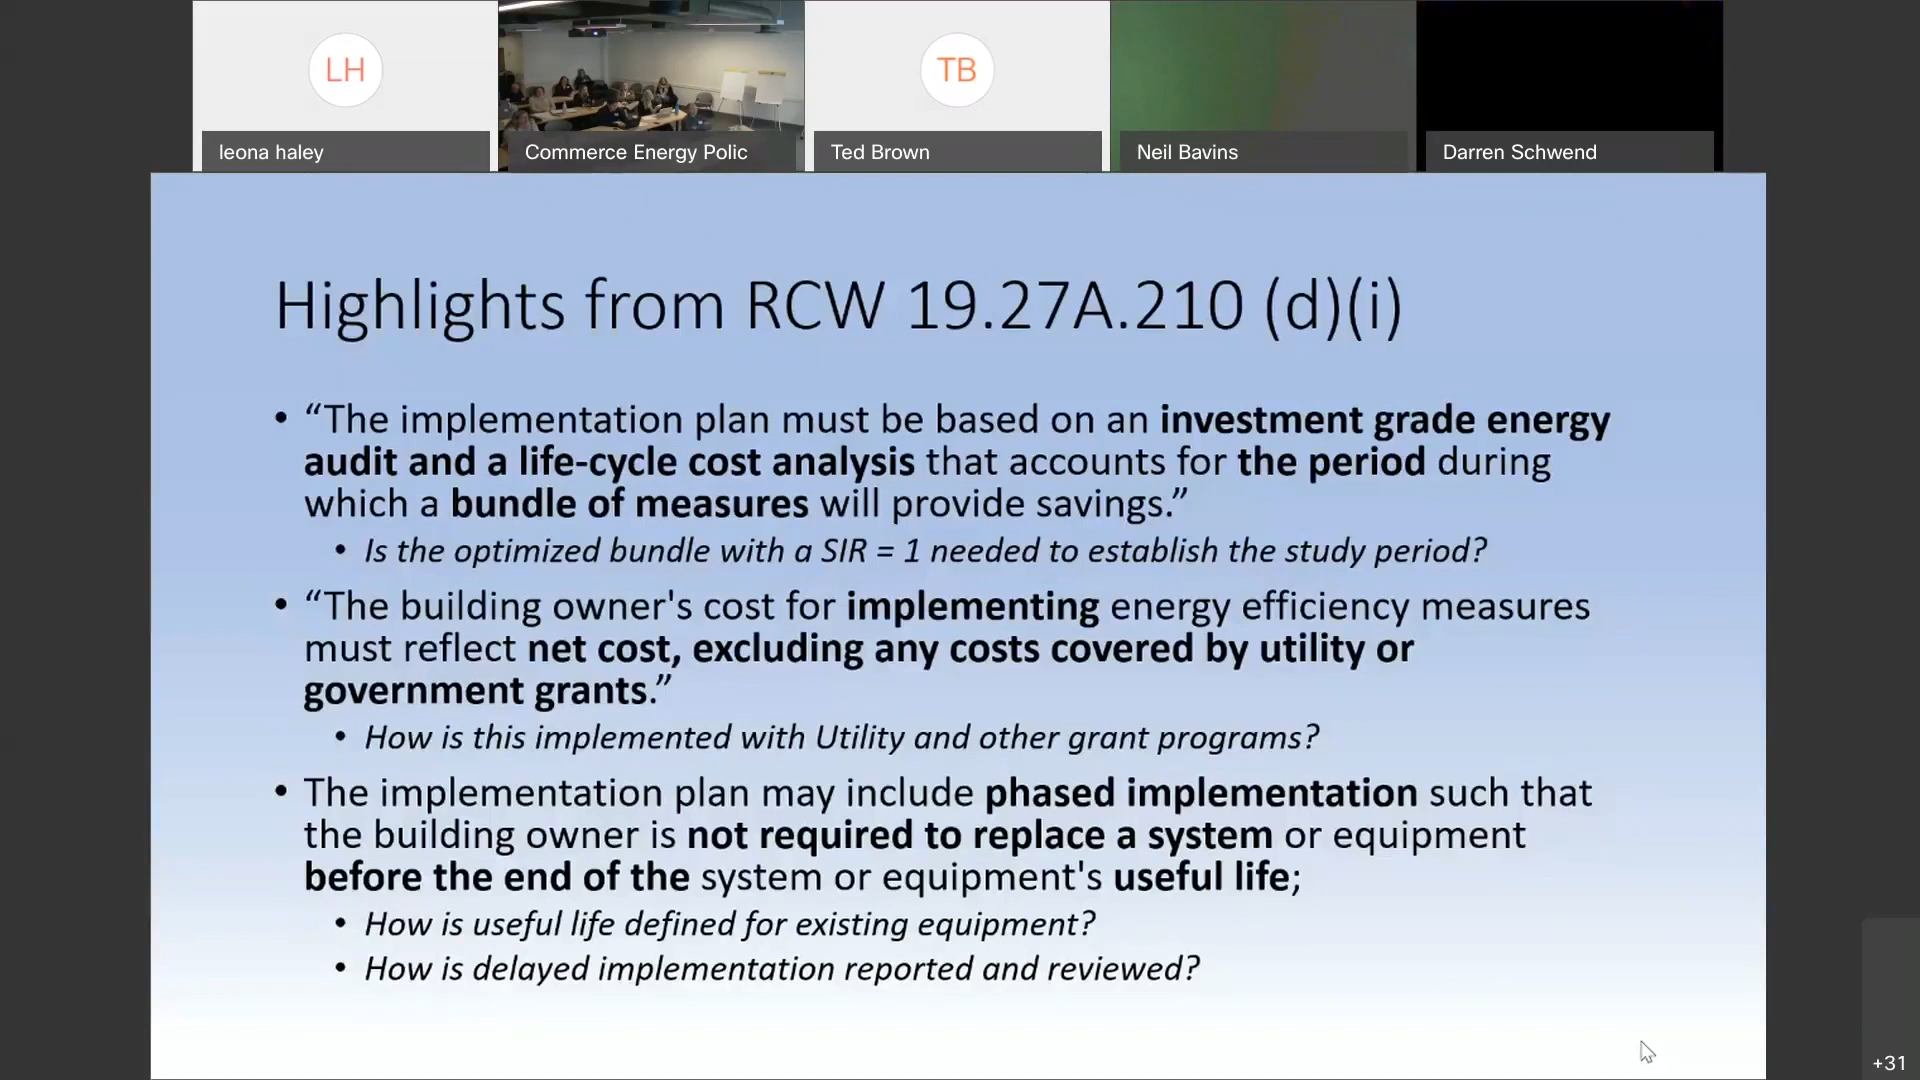 LH
TB
leona haley
Commerce Energy Polic
Ted Brown
Neil Bavins
Darren Schwend
Highlights from RCW 19.27A.210 (d)(i)
• “The implementation plan must be based on an investment grade energy
audit and a life-cycle cost analysis that accounts for the period during
which a bundle of measures will provide savings.”
• Is the optimized bundle with a SIR = 1 needed to establish the study period?
• “The building owner's cost for implementing energy efficiency measures
must reflect net cost, excluding any costs covered by utility or
government grants.”
• How is this implemented with Utility and other grant programs?
• The implementation plan may include phased implementation such that
the building owner is not required to replace a system or equipment
before the end of the system or equipment's useful life;
• How is useful life defined for existing equipment?
• How is delayed implementation reported and reviewed?
+31